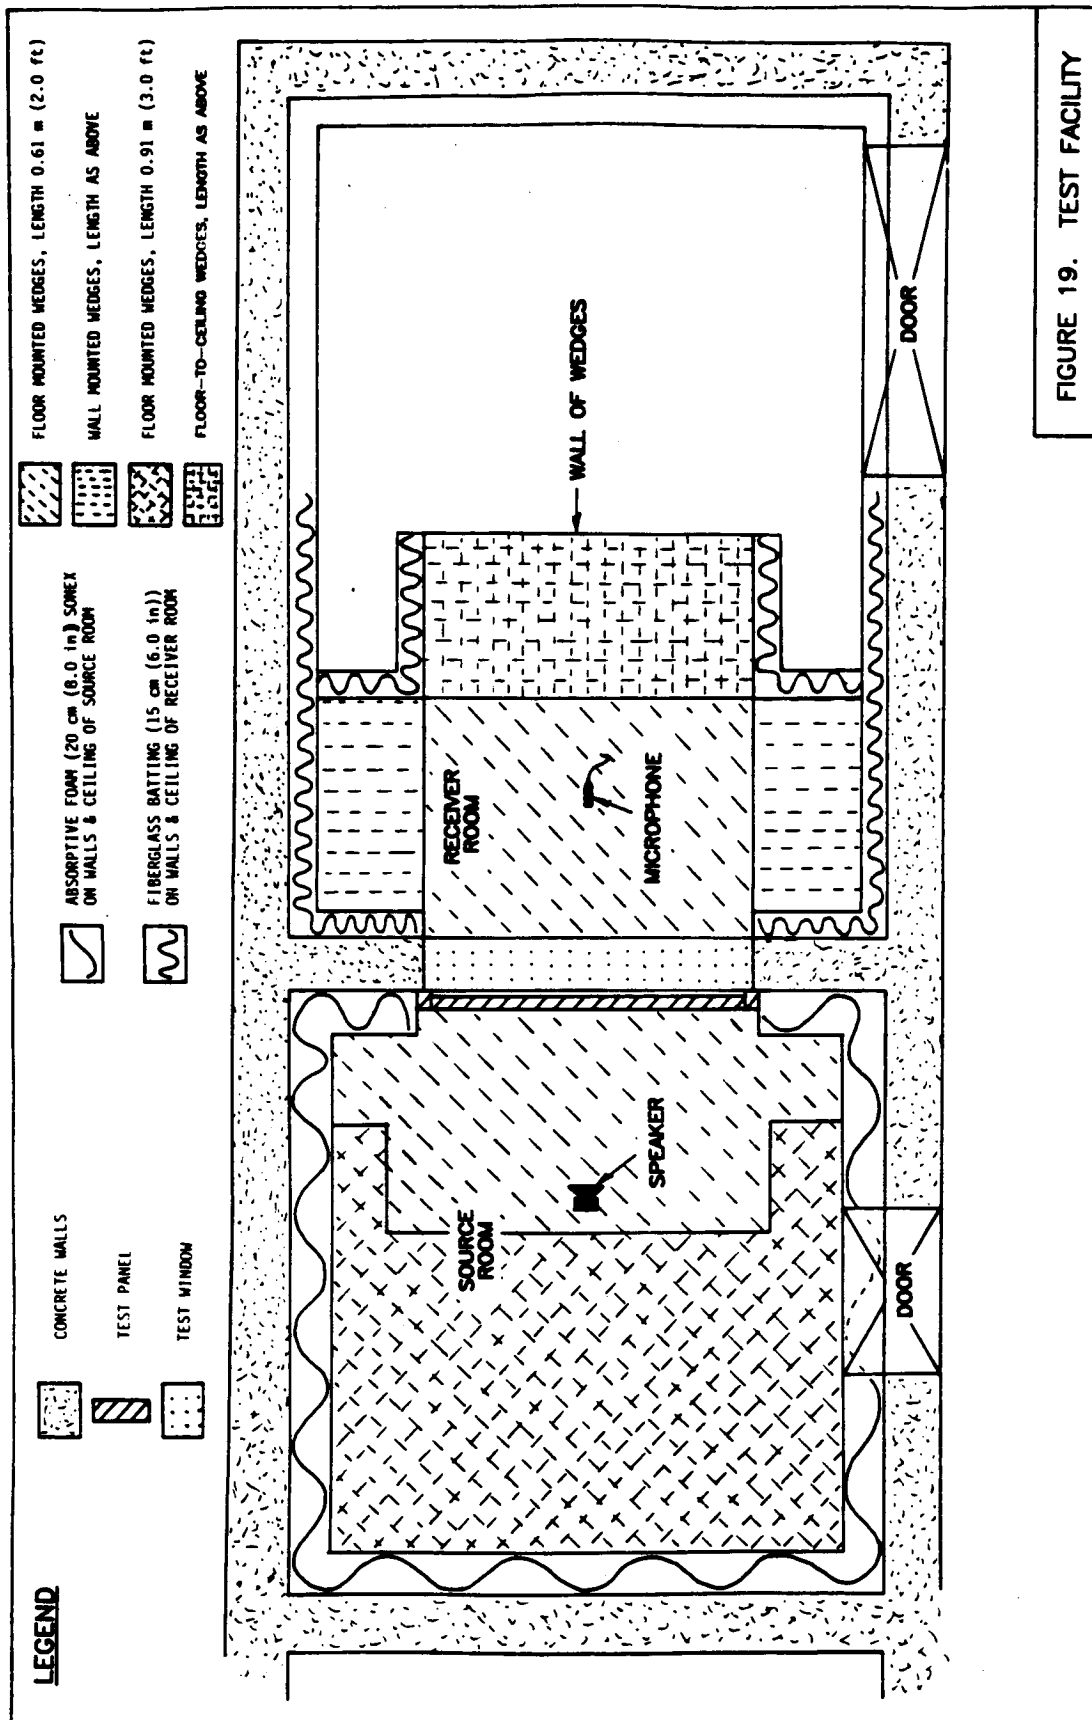 LEGEND
CONCRETE WALLS
TEST PANEL
TEST WINDOW
ABSORPTIVE FOAM (20 cm (8.0 in) SONEX
ON WALLS & CEILING OF SOURCE ROOM
FIBERGLASS BATTING (15 cm (6.0 in))
ON WALLS & CEILING OF RECEIVER ROOM
FLOOR MOUNTED WEDGES, LENGTH 0.61 m (2.0 ft)
WALL MOUNTED WEDGES, LENGTH AS ABOVE
FLOOR MOUNTED WEDGES, LENGTH 0.91 m (3.0 ft)
FLOOR-TO-CEILING WEDGES, LENGTH AS ABOVE
SOURCE
ROOM
SPEAKER
DOOR
RECEIVER
ROOM
MICROPHONE
WALL OF WEDGES
DOOR
FIGURE 19. TEST FACILITY